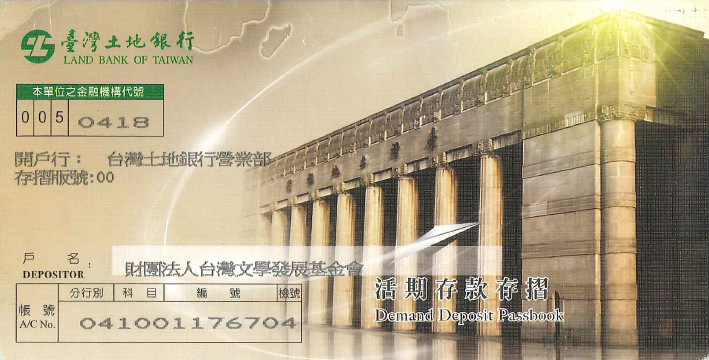 臺灣土地銀行
LAND BANK OF TAIWAN
本單位之金融機構代號
005 0418
開戶行： 台灣土地銀行營業部
存摺版號:00
戶 名：
DEPOSITOR
財團法人台灣文學發展基金會
活期存款存摺
Demand Deposit Passbook
分行別 科目 編號 檢號
帳號
A/C No.
041001176704